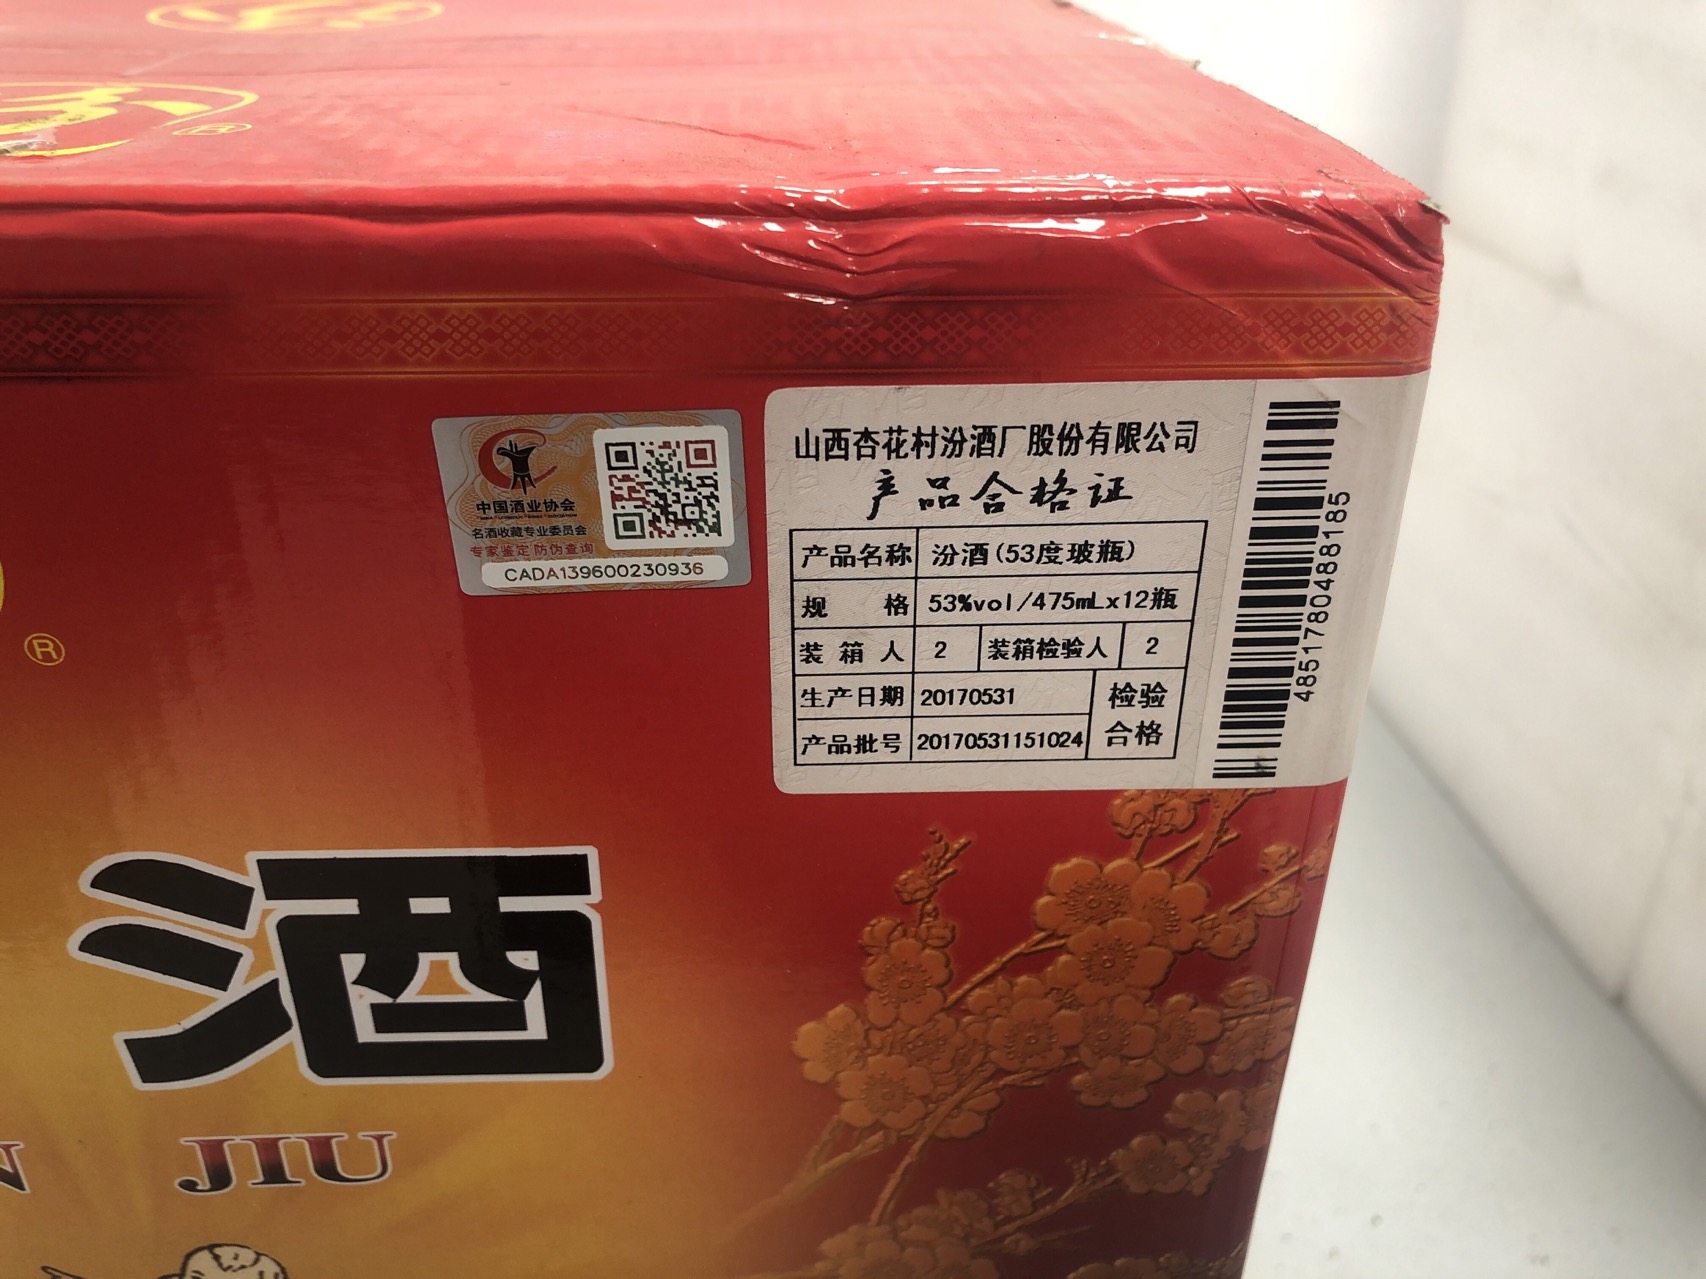 ®
中国酒业协会
名酒收藏专业委员会
专家鉴定 防伪查询
CADA139600230936
山西杏花村汾酒厂股份有限公司
产品合格证
产品名称 汾酒(53度玻瓶)
规 格 53%vol/475mLx12瓶
装箱人 2 装箱检验人 2
生产日期 20170531 检验
产品批号 20170531151024 合格
4851780488185
®
酒
N JIU